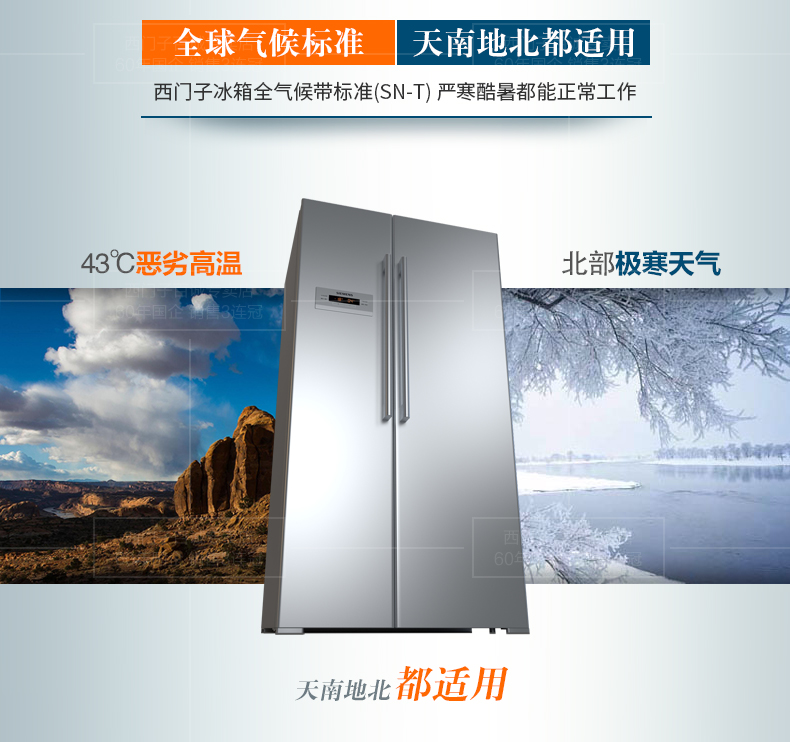 全球气候标准 天南地北都适用
西门子冰箱全气候带标准(SN-T) 严寒酷暑都能正常工作
43℃恶劣高温
北部极寒天气
SIEMENS
天南地北都适用